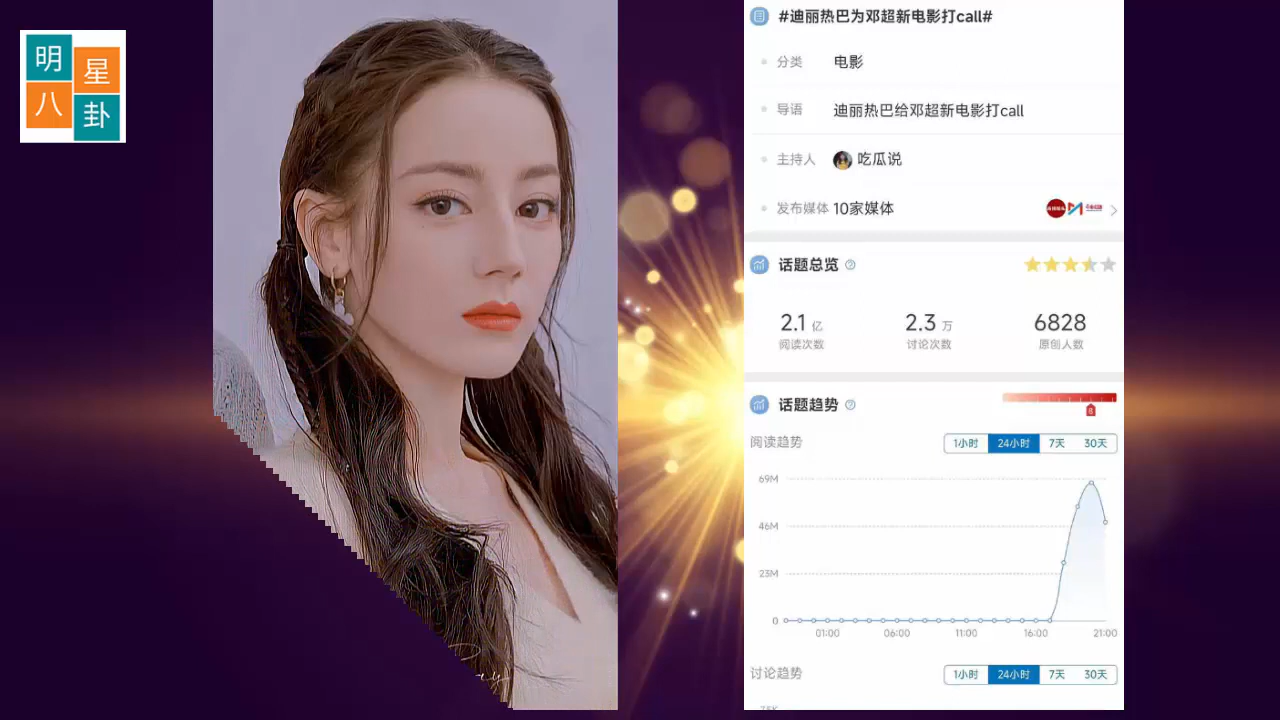 明星
八卦
#迪丽热巴为邓超新电影打call#
分类 电影
导语 迪丽热巴给邓超新电影打call
主持人 吃瓜说
发布媒体 10家媒体
话题总览
2.1 亿 2.3 万 6828
阅读次数 讨论次数 原创人数
话题趋势
8
阅读趋势 1小时 24小时 7天 30天
69M
46M
23M
0
01:00 06:00 11:00 16:00 21:00
讨论趋势 1小时 24小时 7天 30天